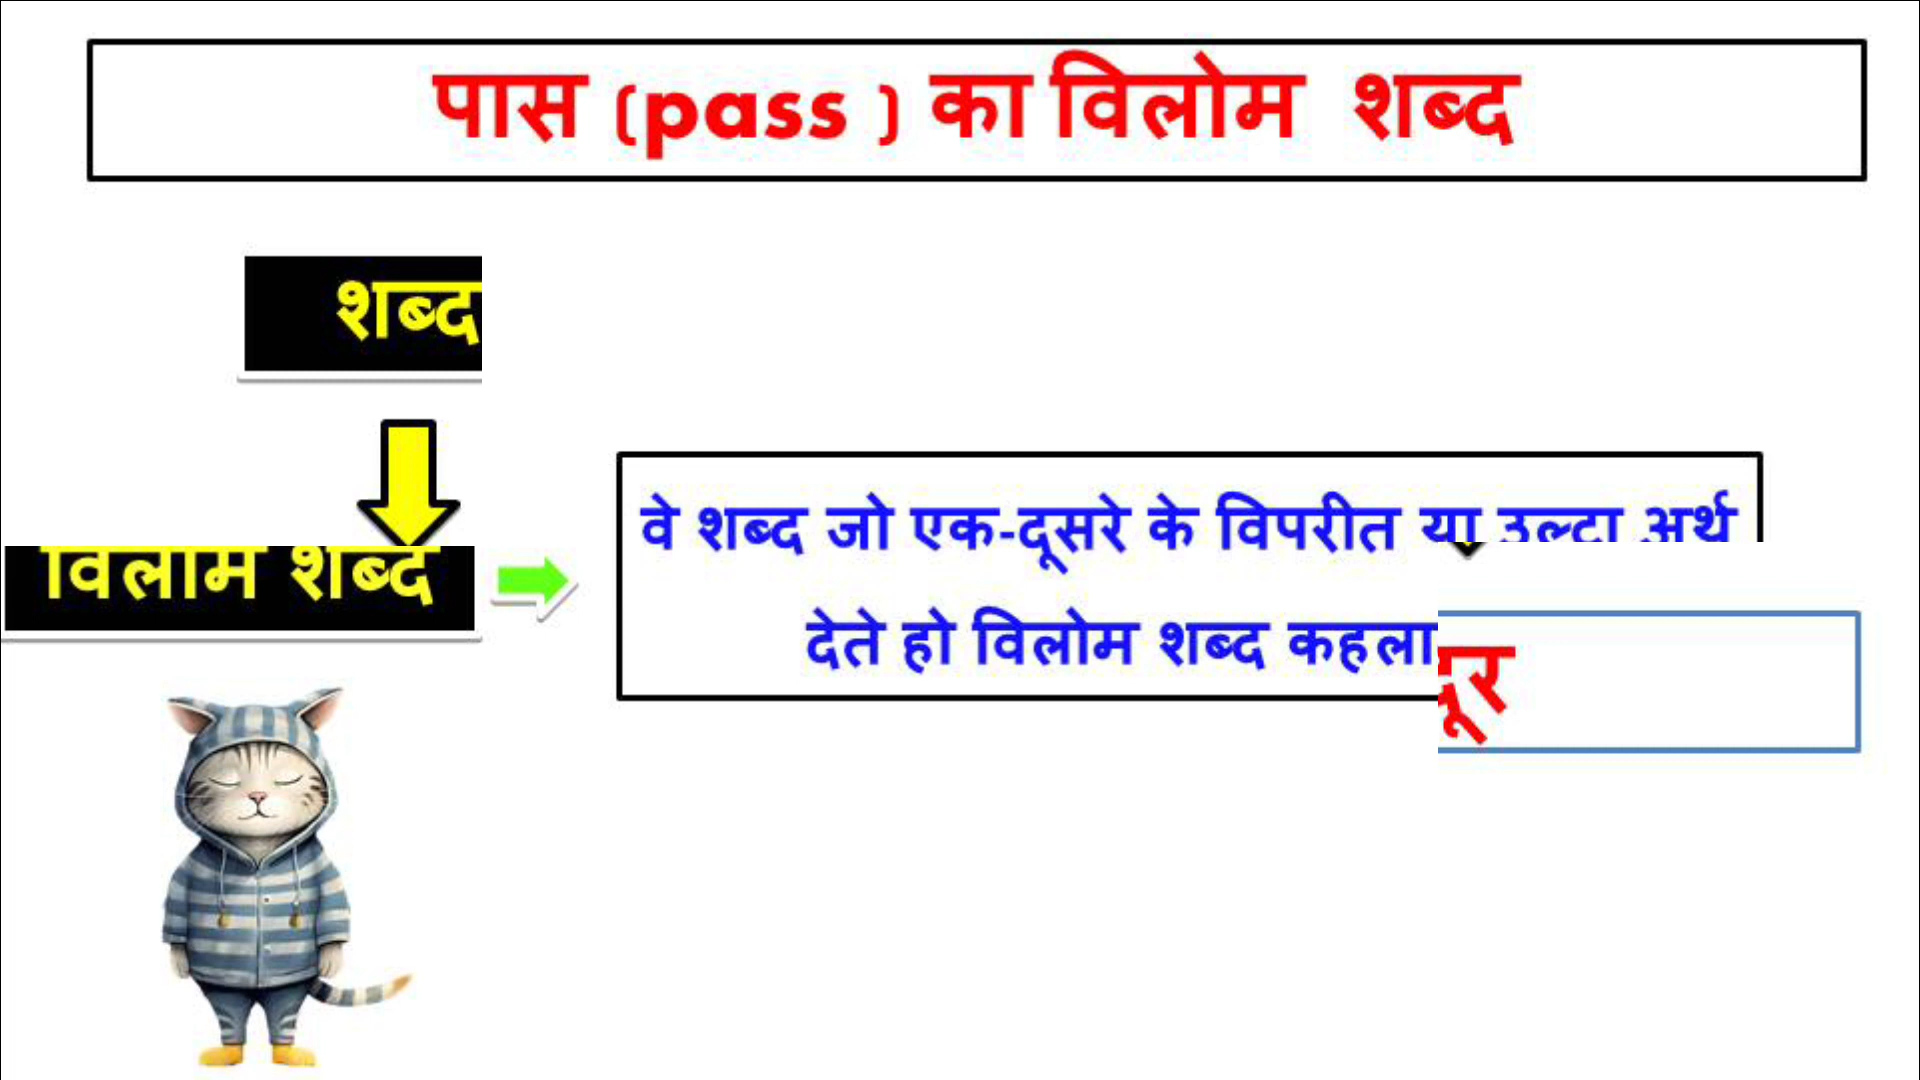 पास (pass ) का विलोम शब्द
शब्द
विलोम शब्द
वे शब्द जो एक-दूसरे के विपरीत या उल्टा अर्थ
देते हो विलोम शब्द कहला